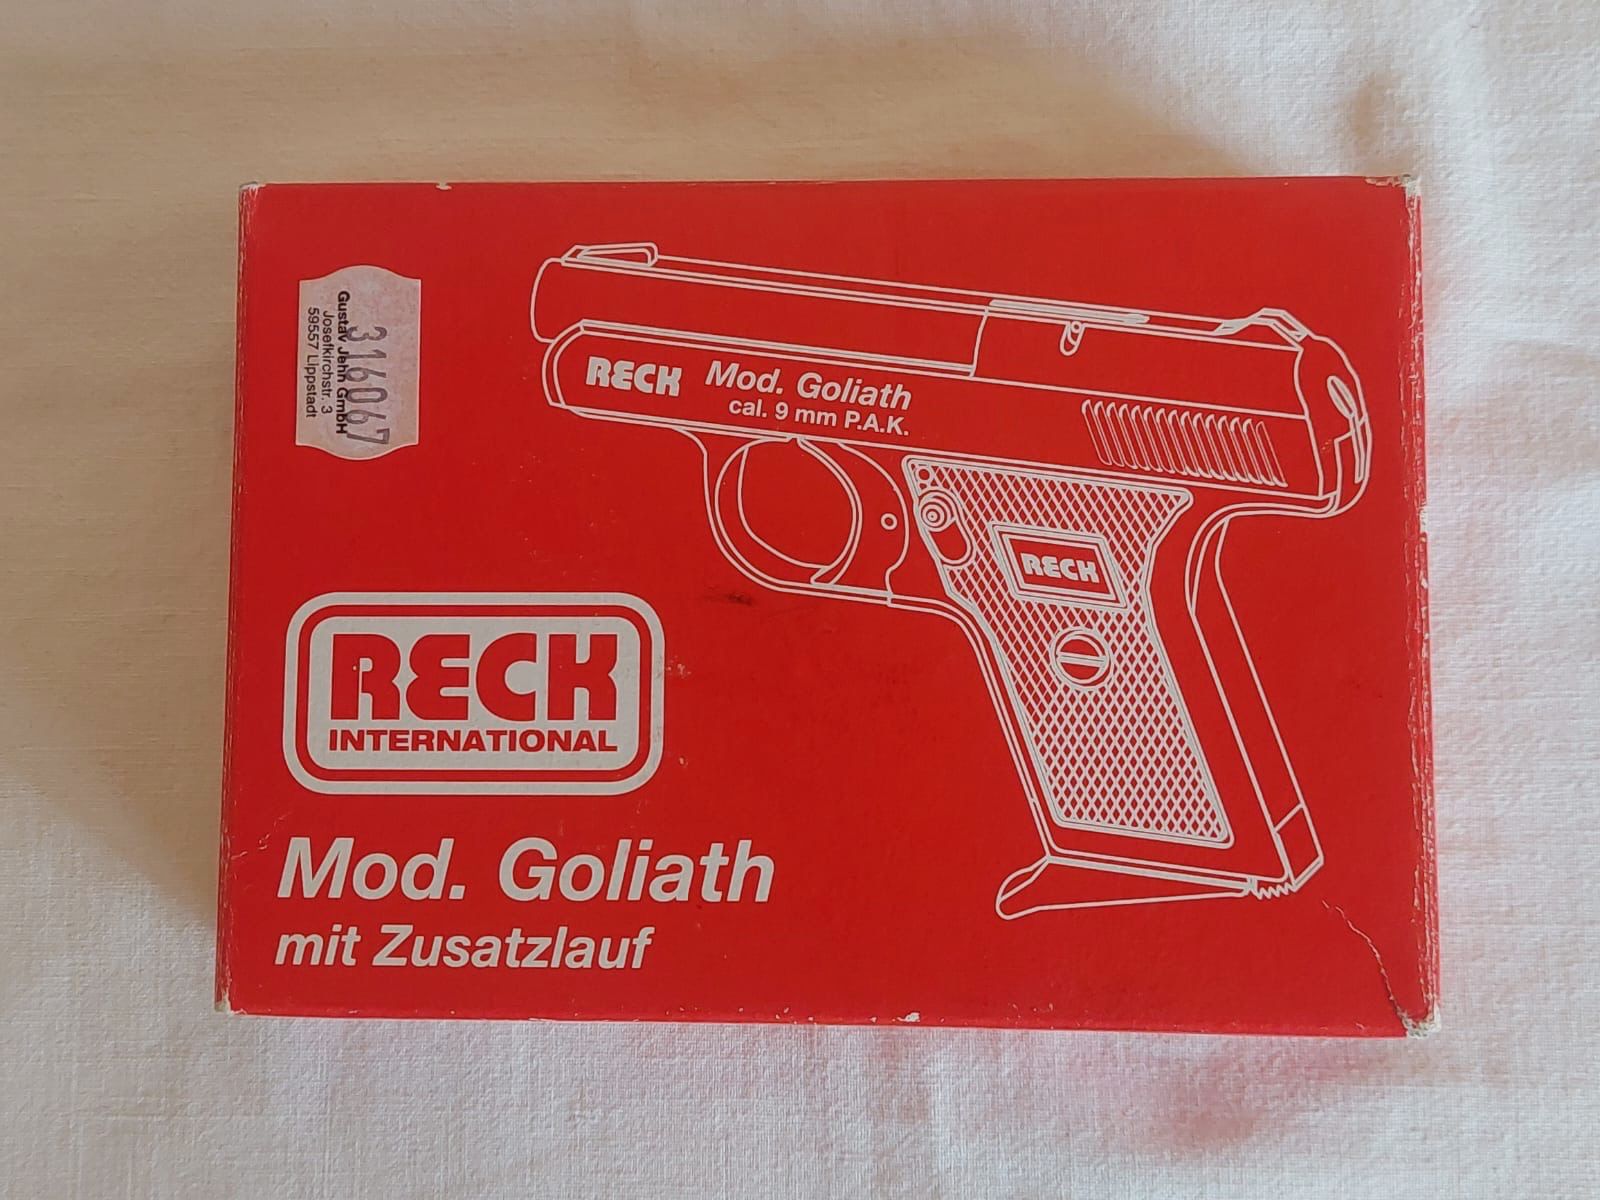 Gustav Jehn GmbH
Josefkirchstr. 3
59557 Lippstadt
316067
RECK Mod. Goliath
cal. 9 mm P.A.K.
RECK
RECK
INTERNATIONAL
Mod. Goliath
mit Zusatzlauf